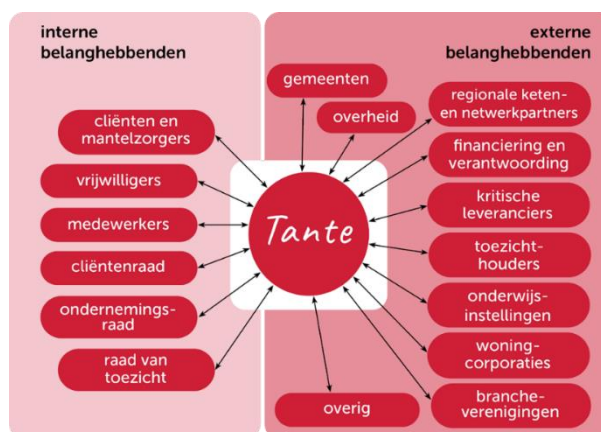 interne
belanghebbenden
cliënten en
mantelzorgers
vrijwilligers
medewerkers
cliëntenraad
ondernemings-
raad
raad van
toezicht
Tante
externe
belanghebbenden
gemeenten
overheid
regionale keten-
en netwerkpartners
financiering en
verantwoording
kritische
leveranciers
toezicht-
houders
onderwijs-
instellingen
woning-
corporaties
branche-
verenigingen
overig